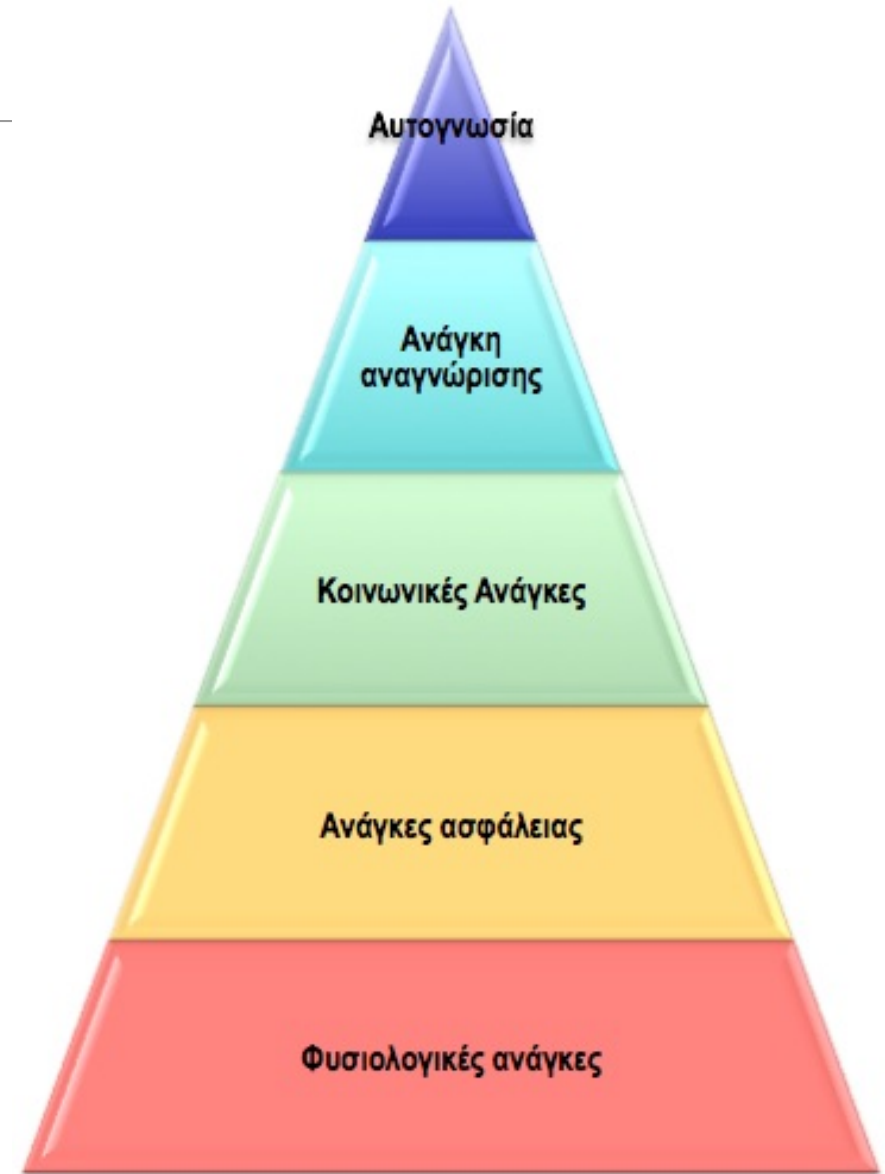 Αυτογνωσία
Ανάγκη
αναγνώρισης
Κοινωνικές Ανάγκες
Ανάγκες ασφάλειας
Φυσιολογικές ανάγκες